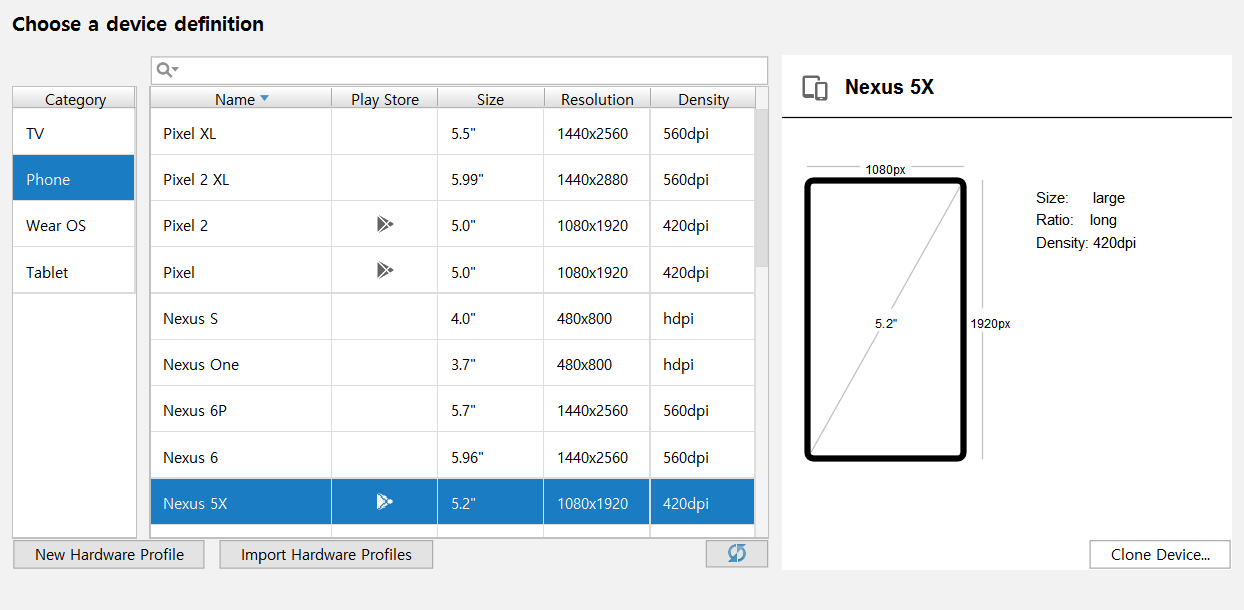 Choose a device definition
Category
TV
Phone
Wear OS
Tablet
Name Play Store Size Resolution Density
Pixel XL 5.5" 1440x2560 560dpi
Pixel 2 XL 5.99" 1440x2880 560dpi
Pixel 2 5.0" 1080x1920 420dpi
Pixel 5.0" 1080x1920 420dpi
Nexus S 4.0" 480x800 hdpi
Nexus One 3.7" 480x800 hdpi
Nexus 6P 5.7" 1440x2560 560dpi
Nexus 6 5.96" 1440x2560 560dpi
Nexus 5X 5.2" 1080x1920 420dpi
New Hardware Profile Import Hardware Profiles
Nexus 5X
1080px
5.2"
1920px
Size: large
Ratio: long
Density: 420dpi
Clone Device...